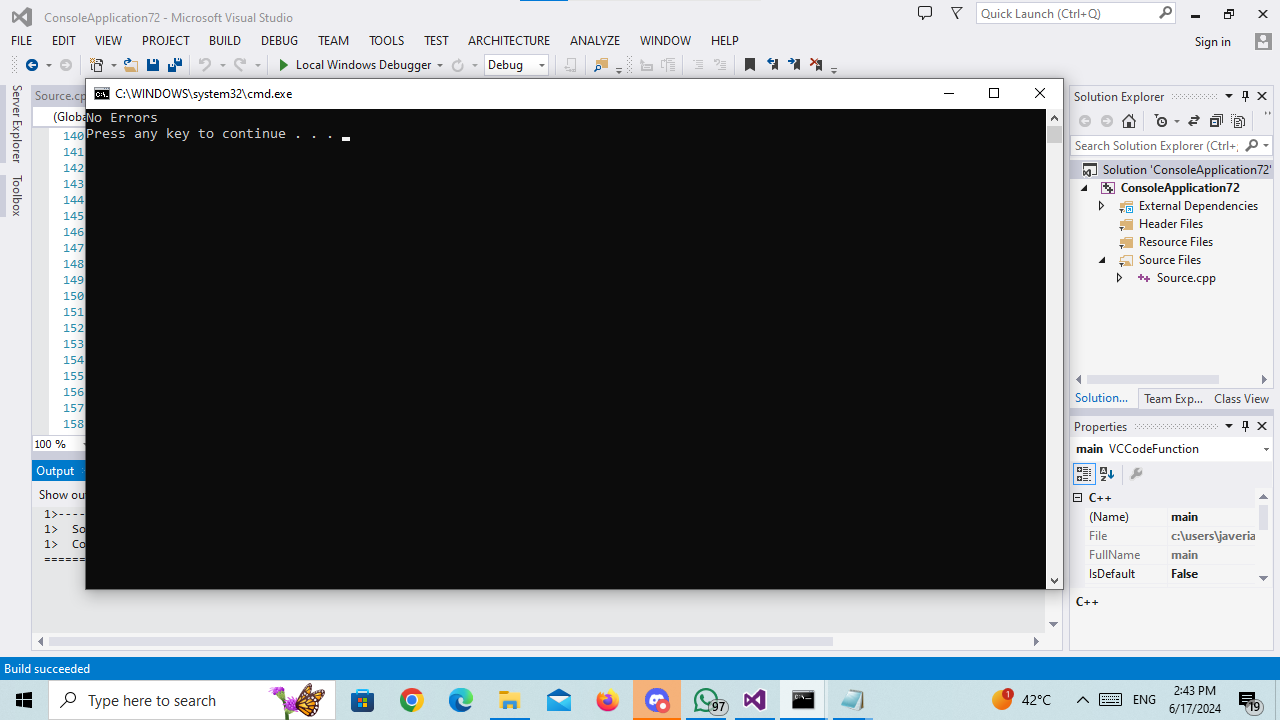 ConsoleApplication72 - Microsoft Visual Studio
Quick Launch (Ctrl+Q)
FILE EDIT VIEW PROJECT BUILD DEBUG TEAM TOOLS TEST ARCHITECTURE ANALYZE WINDOW HELP
Sign in
Local Windows Debugger Debug
Server Explorer
Toolbox
Source.cp
(Globa
C:\WINDOWS\system32\cmd.exe
No Errors
Press any key to continue . . .
140
141
142
143
144
145
146
147
148
149
150
151
152
153
154
155
156
157
158
100 %
Output
Show ou
1>----
1> So
1> Co
======
Solution Explorer
Search Solution Explorer (Ctrl+;
Solution 'ConsoleApplication72'
ConsoleApplication72
External Dependencies
Header Files
Resource Files
Source Files
Source.cpp
Solution... Team Exp... Class View
Properties
main VCCodeFunction
C++
(Name) main
File c:\users\javeria
FullName main
IsDefault False
C++
Build succeeded
Type here to search
97
1
42°C
ENG
2:43 PM
6/17/2024
19